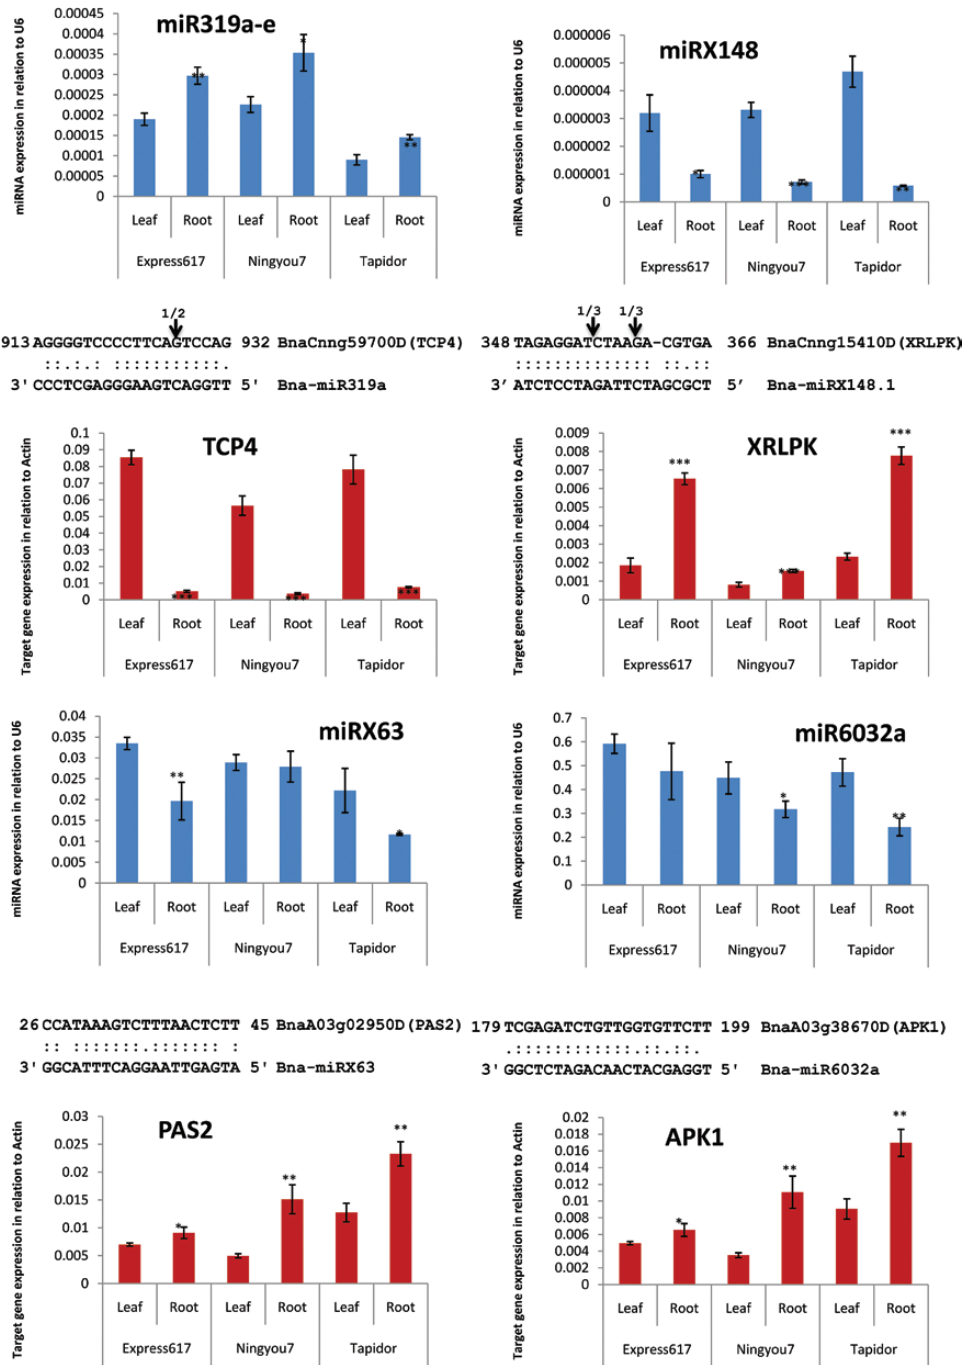 miR319a-e
miRNA expression in relation to U6
0.00045
0.0004
0.00035
0.0003
0.00025
0.0002
0.00015
0.0001
0.00005
0
** * **
Leaf Root Leaf Root Leaf Root
Express617 Ningyou7 Tapidor
miRX148
miRNA expression in relation to U6
0.000006
0.000005
0.000004
0.000003
0.000002
0.000001
0
* *** **
Leaf Root Leaf Root Leaf Root
Express617 Ningyou7 Tapidor
1/2
913 AGGGGTCCCCTTCAGTCCAG 932 BnaCnng59700D(TCP4)
::.:.: :::::::::::.
3' CCCTCGAGGGAAGTCAGGTT 5' Bna-miR319a
1/3 1/3
348 TAGAGGATCTAAGA-CGTGA 366 BnaCnng15410D(XRLPK)
:::::::::::::: ::.::
3’ ATCTCCTAGATTCTAGCGCT 5’ Bna-miRX148.1
TCP4
Target gene expression in relation to Actin
0.1
0.09
0.08
0.07
0.06
0.05
0.04
0.03
0.02
0.01
0
*** *** ***
Leaf Root Leaf Root Leaf Root
Express617 Ningyou7 Tapidor
XRLPK
Target gene expression in relation to Actin
0.009
0.008
0.007
0.006
0.005
0.004
0.003
0.002
0.001
0
*** *** ***
Leaf Root Leaf Root Leaf Root
Express617 Ningyou7 Tapidor
miRX63
miRNA expression in relation to U6
0.04
0.035
0.03
0.025
0.02
0.015
0.01
0.005
0
** *
Leaf Root Leaf Root Leaf Root
Express617 Ningyou7 Tapidor
miR6032a
miRNA expression in relation to U6
0.7
0.6
0.5
0.4
0.3
0.2
0.1
0
* **
Leaf Root Leaf Root Leaf Root
Express617 Ningyou7 Tapidor
26 CCATAAAGTCTTTAACTCTT 45 BnaA03g02950D(PAS2)
:: :::::::.::::::: :
3' GGCATTTCAGGAATTGAGTA 5' Bna-miRX63
179 TCGAGATCTGTTGGTGTTCTT 199 BnaA03g38670D(APK1)
.::::::::::::.::.::.
3' GGCTCTAGACAACTACGAGGT 5' Bna-miR6032a
PAS2
Target gene expression in relation to Actin
0.03
0.025
0.02
0.015
0.01
0.005
0
* ** **
Leaf Root Leaf Root Leaf Root
Express617 Ningyou7 Tapidor
APK1
Target gene expression in relation to Actin
0.02
0.018
0.016
0.014
0.012
0.01
0.008
0.006
0.004
0.002
0
* ** **
Leaf Root Leaf Root Leaf Root
Express617 Ningyou7 Tapidor